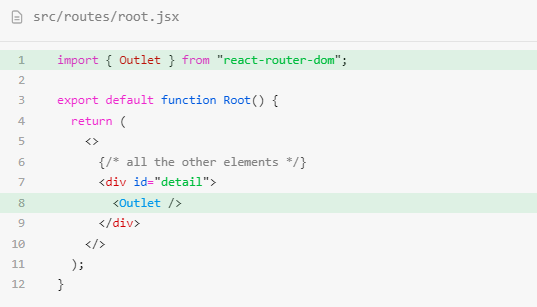 src/routes/root.jsx
1 import { Outlet } from "react-router-dom";
2
3 export default function Root() {
4   return (
5     <>
6       {/* all the other elements */}
7       <div id="detail">
8         <Outlet />
9       </div>
10     </>
11   );
12 }